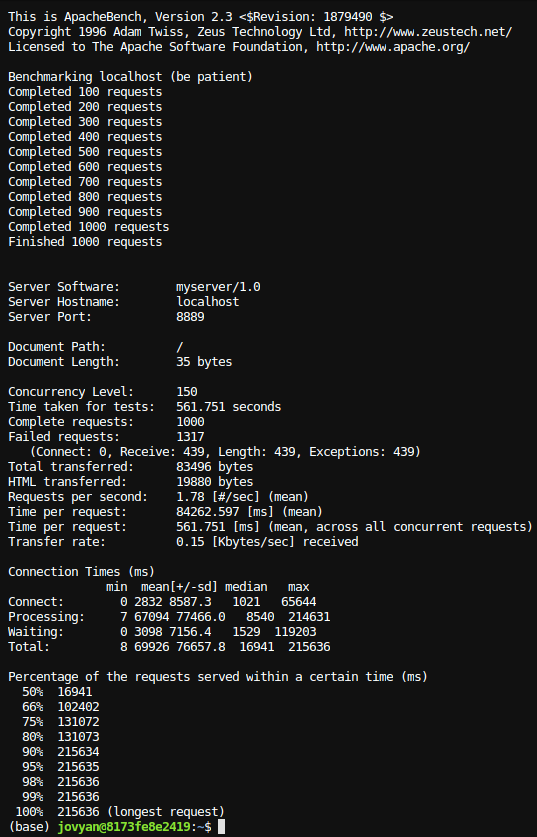 This is ApacheBench, Version 2.3 <$Revision: 1879490 $>
Copyright 1996 Adam Twiss, Zeus Technology Ltd, http://www.zeustech.net/
Licensed to The Apache Software Foundation, http://www.apache.org/

Benchmarking localhost (be patient)
Completed 100 requests
Completed 200 requests
Completed 300 requests
Completed 400 requests
Completed 500 requests
Completed 600 requests
Completed 700 requests
Completed 800 requests
Completed 900 requests
Completed 1000 requests
Finished 1000 requests


Server Software:        myserver/1.0
Server Hostname:        localhost
Server Port:            8889

Document Path:          /
Document Length:        35 bytes

Concurrency Level:      150
Time taken for tests:   561.751 seconds
Complete requests:      1000
Failed requests:        1317
   (Connect: 0, Receive: 439, Length: 439, Exceptions: 439)
Total transferred:      83496 bytes
HTML transferred:       19880 bytes
Requests per second:    1.78 [#/sec] (mean)
Time per request:       84262.597 [ms] (mean)
Time per request:       561.751 [ms] (mean, across all concurrent requests)
Transfer rate:          0.15 [Kbytes/sec] received

Connection Times (ms)
              min  mean[+/-sd] median   max
Connect:        0 2832 8587.3   1021   65644
Processing:     7 67094 77466.0   8540  214631
Waiting:        0 3098 7156.4   1529  119203
Total:          8 69926 76657.8  16941  215636

Percentage of the requests served within a certain time (ms)
  50%  16941
  66%  102402
  75%  131072
  80%  131073
  90%  215634
  95%  215635
  98%  215636
  99%  215636
 100%  215636 (longest request)
(base) jovyan@8173fe8e2419:~$